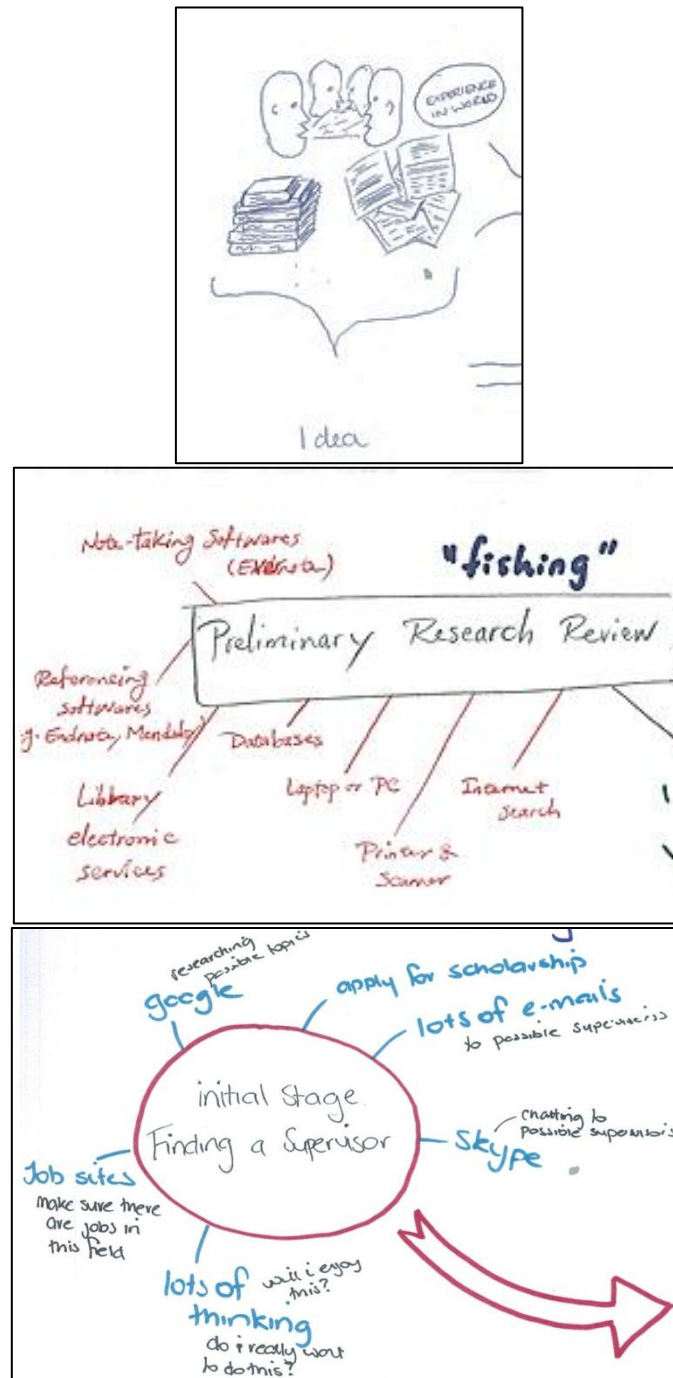 EXPERIENCE
IN WORLD
Idea
Note-taking Softwares
"fishing"
Preliminary Research Review
Referencing
softwares
g. Endnote, Mendeley)
Databases
Laptop or PC
Internet
search
Library
electronic
services
Printer &
Scanner
researching
possible topics
google
apply for scholarship
lots of e-mails
to possible supervisors
initial stage
Finding a Supervisor
chatting to
possible supervisors
skype
Job sites
make sure there
are jobs in
this field
lots of
thinking
will i enjoy
this?
do i really want
to do this?